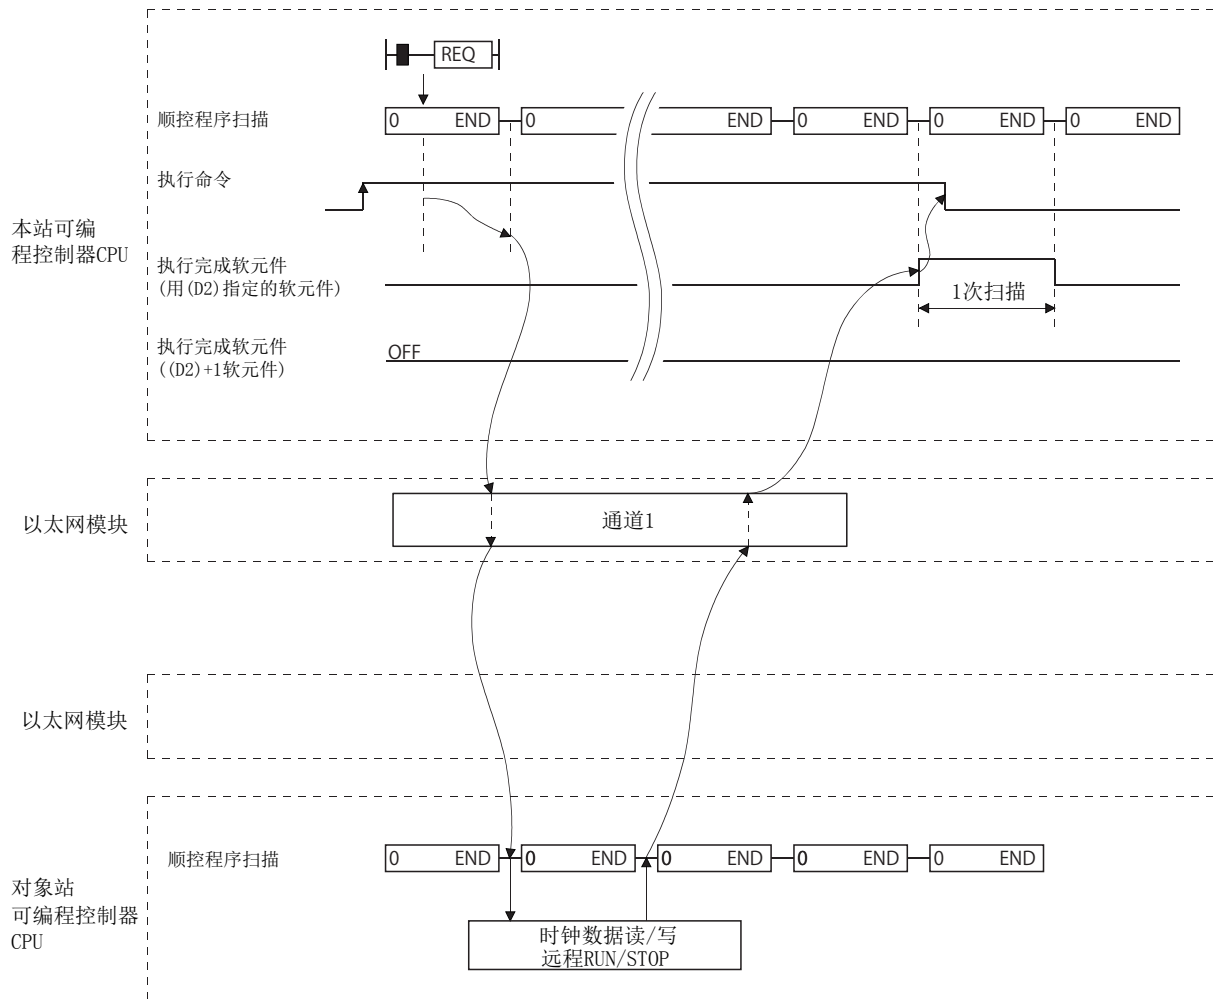 REQ
顺控程序扫描
0 END 0 END 0 END 0 END 0 END
执行命令
本站可编
程控制器CPU
执行完成软元件
(用(D2)指定的软元件)
1次扫描
执行完成软元件
((D2)+1软元件)
OFF
以太网模块
通道1
以太网模块
顺控程序扫描
0 END 0 END 0 END 0 END 0 END
对象站
可编程控制器
CPU
时钟数据读/写
远程RUN/STOP